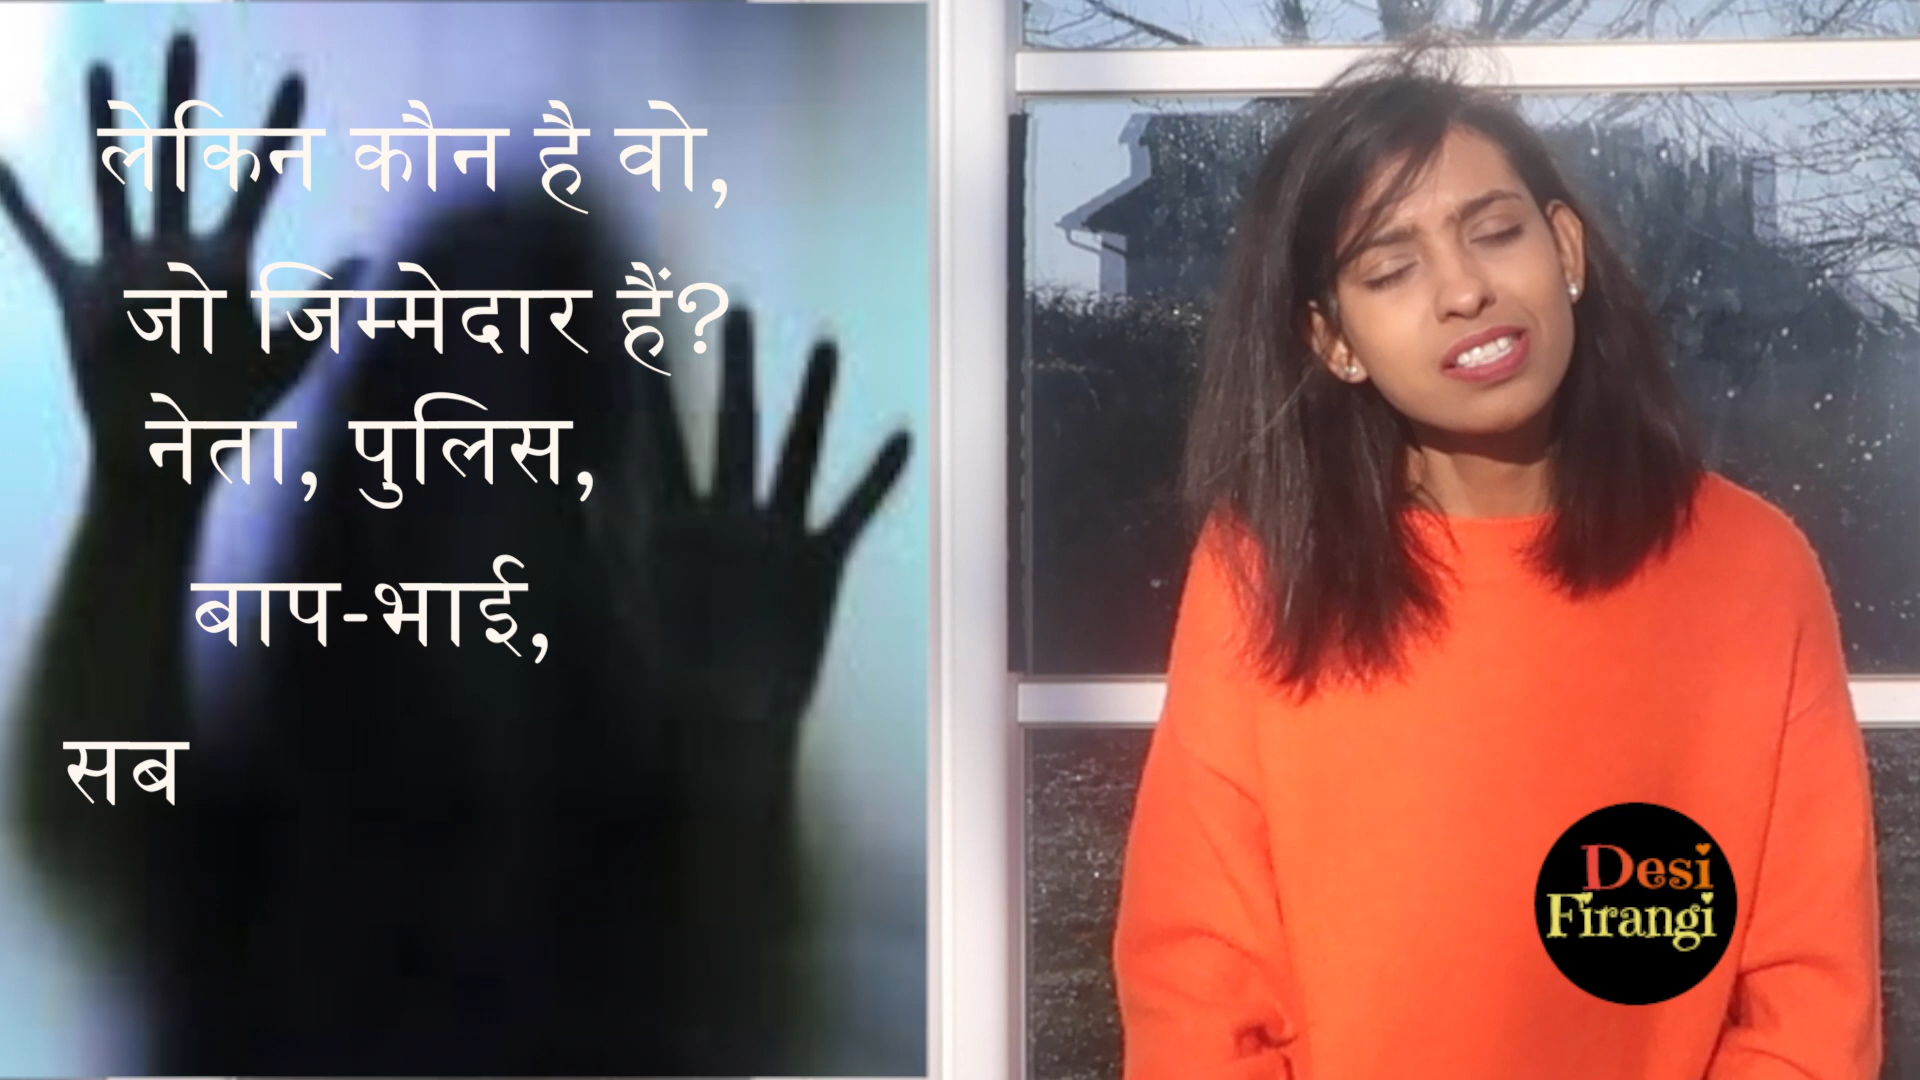 लेकिन कौन है वो,
जो जिम्मेदार हैं?
नेता, पुलिस,
बाप-भाई,
सब
Desi
Firangi